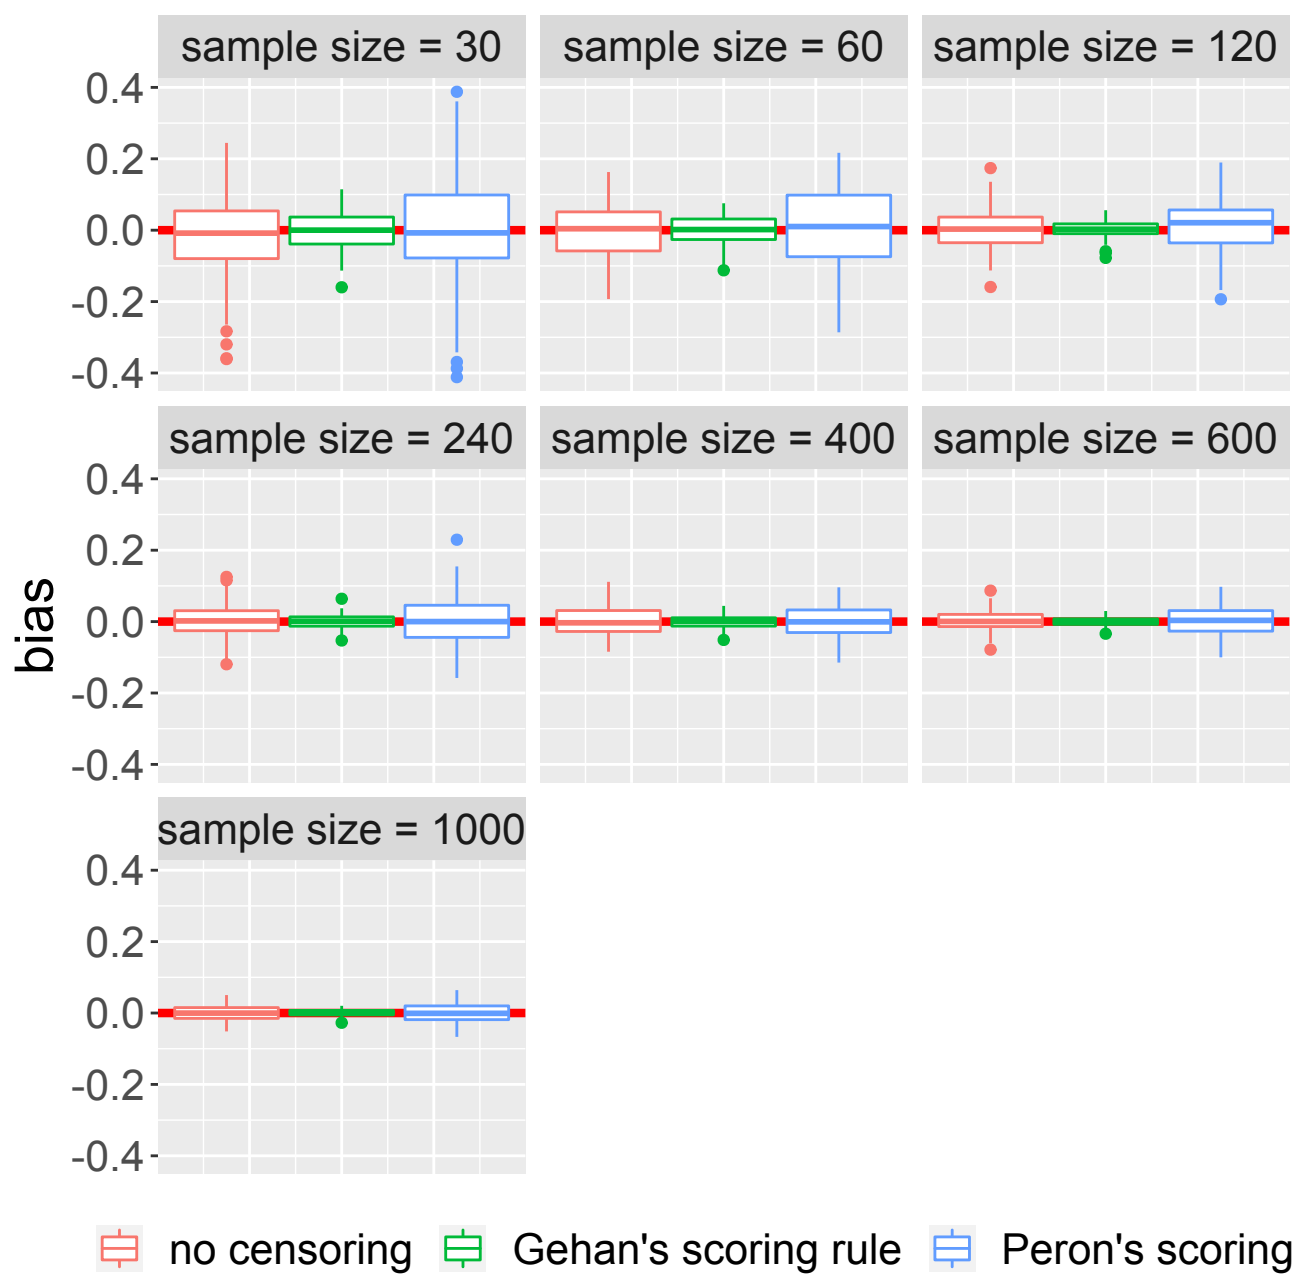 sample size = 30
sample size = 60
sample size = 120
0.4
0.2
0.0
-0.2
-0.4
sample size = 240
sample size = 400
sample size = 600
0.4
0.2
0.0
-0.2
-0.4
bias
sample size = 1000
0.4
0.2
0.0
-0.2
-0.4
no censoring
Gehan's scoring rule
Peron's scoring